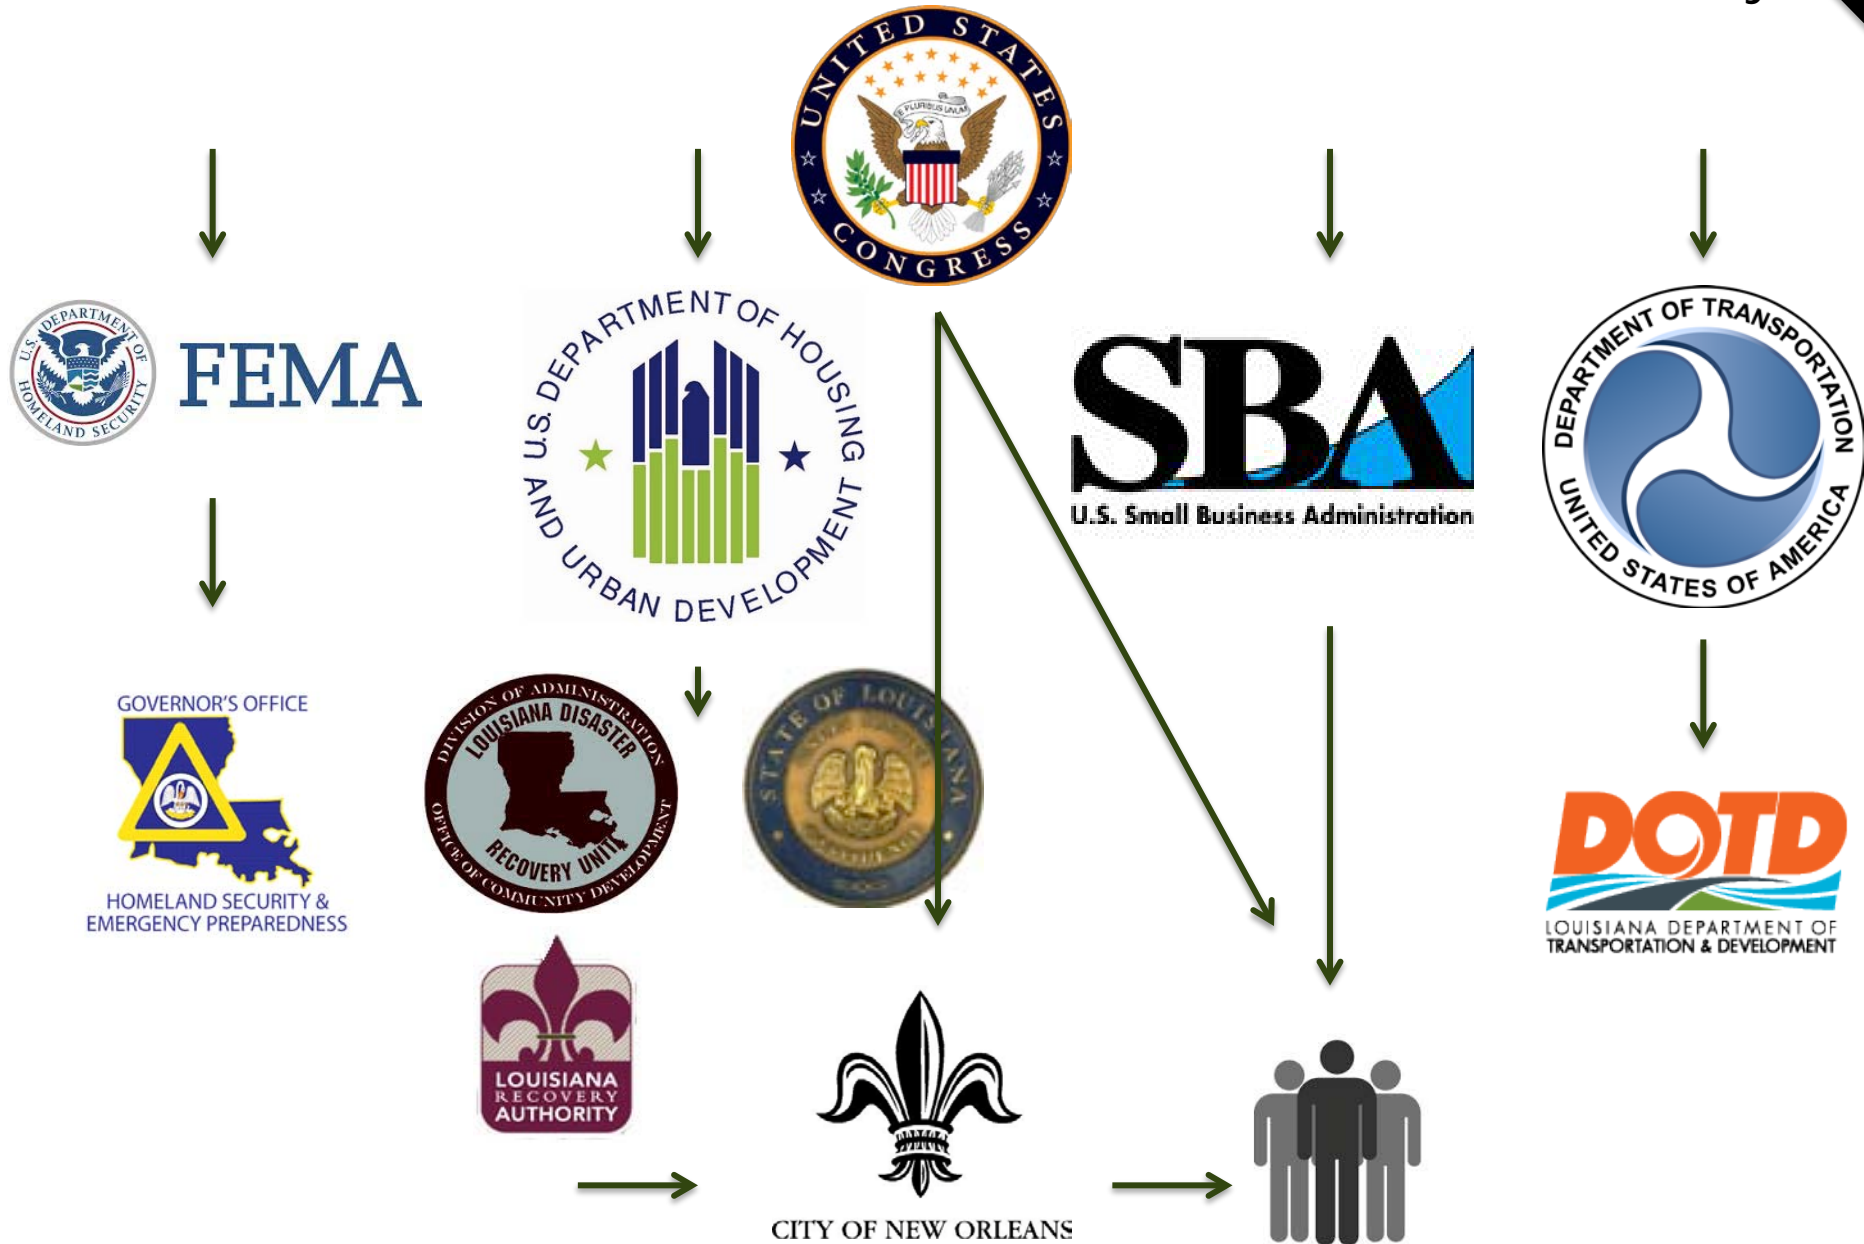 UNITED STATES
E PLURIBUS UNUM
CONGRESS
U.S. DEPARTMENT OF
HOMELAND SECURITY
FEMA
U.S. DEPARTMENT OF HOUSING
AND URBAN DEVELOPMENT
SBA
U.S. Small Business Administration
DEPARTMENT OF TRANSPORTATION
UNITED STATES OF AMERICA
GOVERNOR'S OFFICE
HOMELAND SECURITY &
EMERGENCY PREPAREDNESS
DIVISION OF ADMINISTRATION
LOUISIANA DISASTER
RECOVERY UNIT
OFFICE OF COMMUNITY DEVELOPMENT
STATE OF LOUISIANA
DOTD
LOUISIANA DEPARTMENT OF
TRANSPORTATION & DEVELOPMENT
LOUISIANA
RECOVERY
AUTHORITY
CITY OF NEW ORLEANS